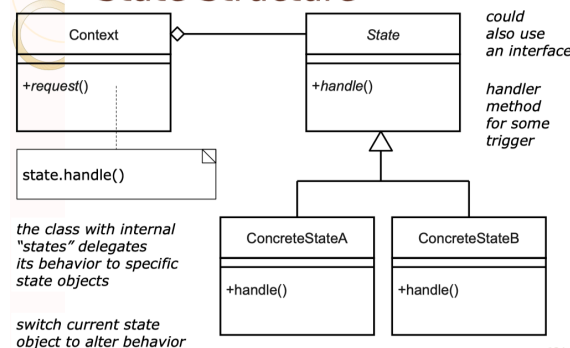 State Structure
Context
State
+request()
+handle()
could
also use
an interface
handler
method
for some
trigger
state.handle()
the class with internal
"states" delegates
its behavior to specific
state objects
switch current state
object to alter behavior
ConcreteStateA
ConcreteStateB
+handle()
+handle()